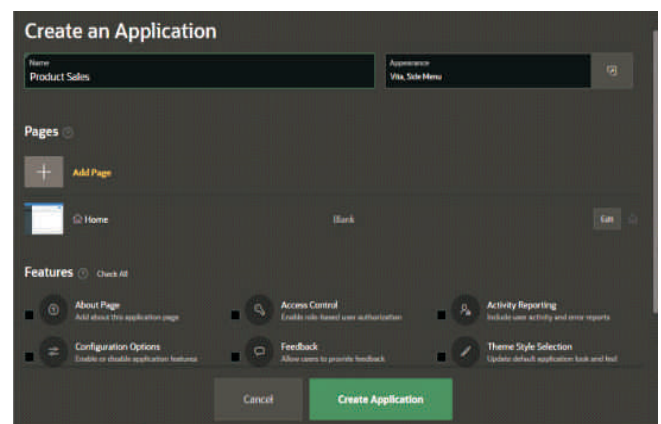 Create an Application
Name
Product Sales
Appearance
Vita, Side Menu
Pages
Add Page
Home
Blank
Edit
Features
Check All
About Page
Add about this application page
Access Control
Enable role-based user authorization
Activity Reporting
Include user activity and error reports
Configuration Options
Enable or disable application features
Feedback
Allow users to provide feedback
Theme Style Selection
Update default application look and feel
Cancel
Create Application